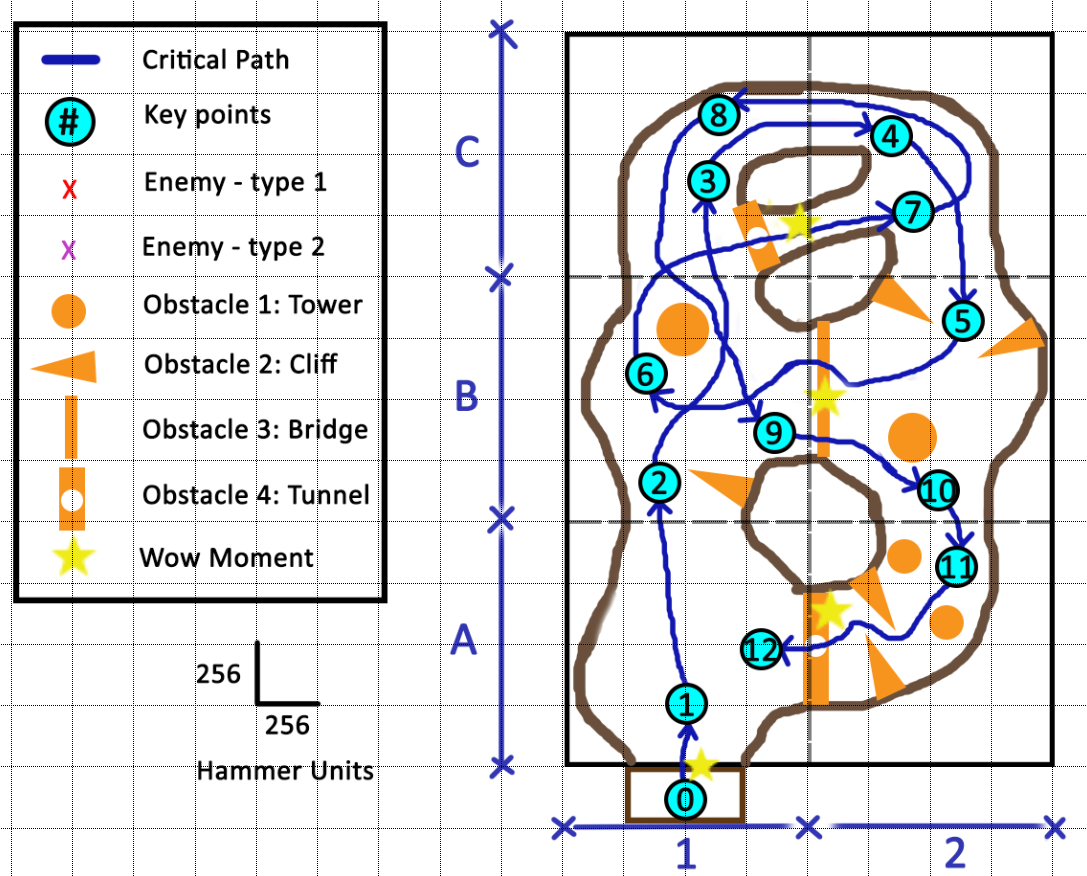 Critical Path
# Key points
Enemy - type 1
Enemy - type 2
Obstacle 1: Tower
Obstacle 2: Cliff
Obstacle 3: Bridge
Obstacle 4: Tunnel
Wow Moment
256
256
Hammer Units
C
B
A
8
4
3
7
5
6
9
2
10
11
12
1
0
1
2